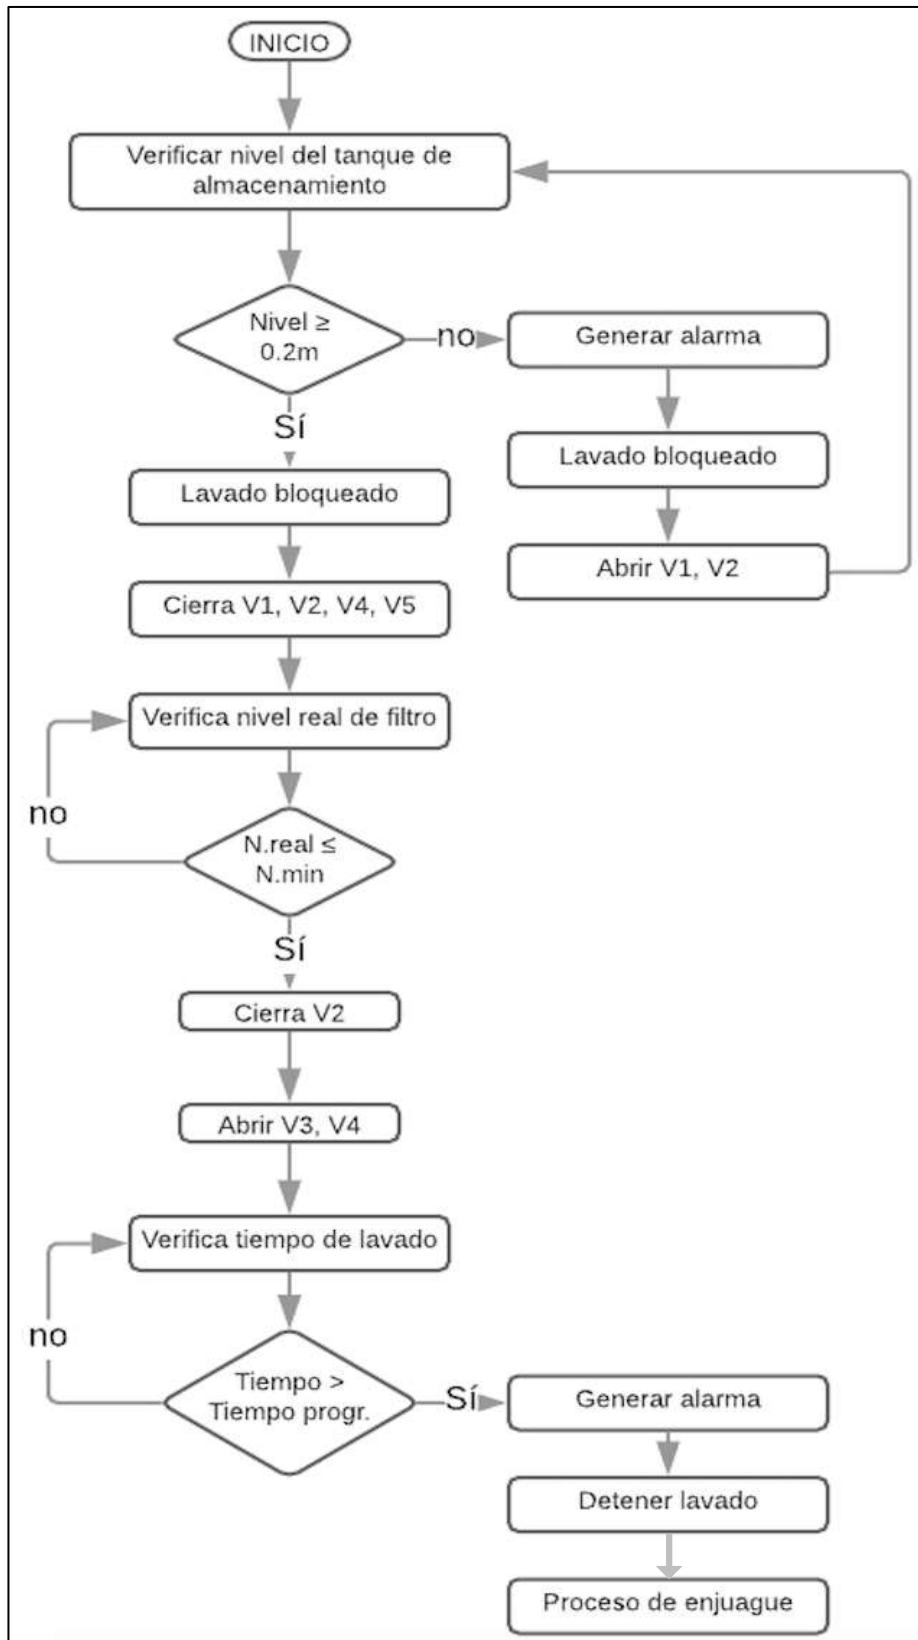 INICIO
Verificar nivel del tanque de
almacenamiento
Nivel ≥
0.2m
no
Generar alarma
Sí
Lavado bloqueado
Lavado bloqueado
Abrir V1, V2
Cierra V1, V2, V4, V5
Verifica nivel real de filtro
no
N.real ≤
N.min
Sí
Cierra V2
Abrir V3, V4
Verifica tiempo de lavado
no
Tiempo >
Tiempo progr.
Sí
Generar alarma
Detener lavado
Proceso de enjuague